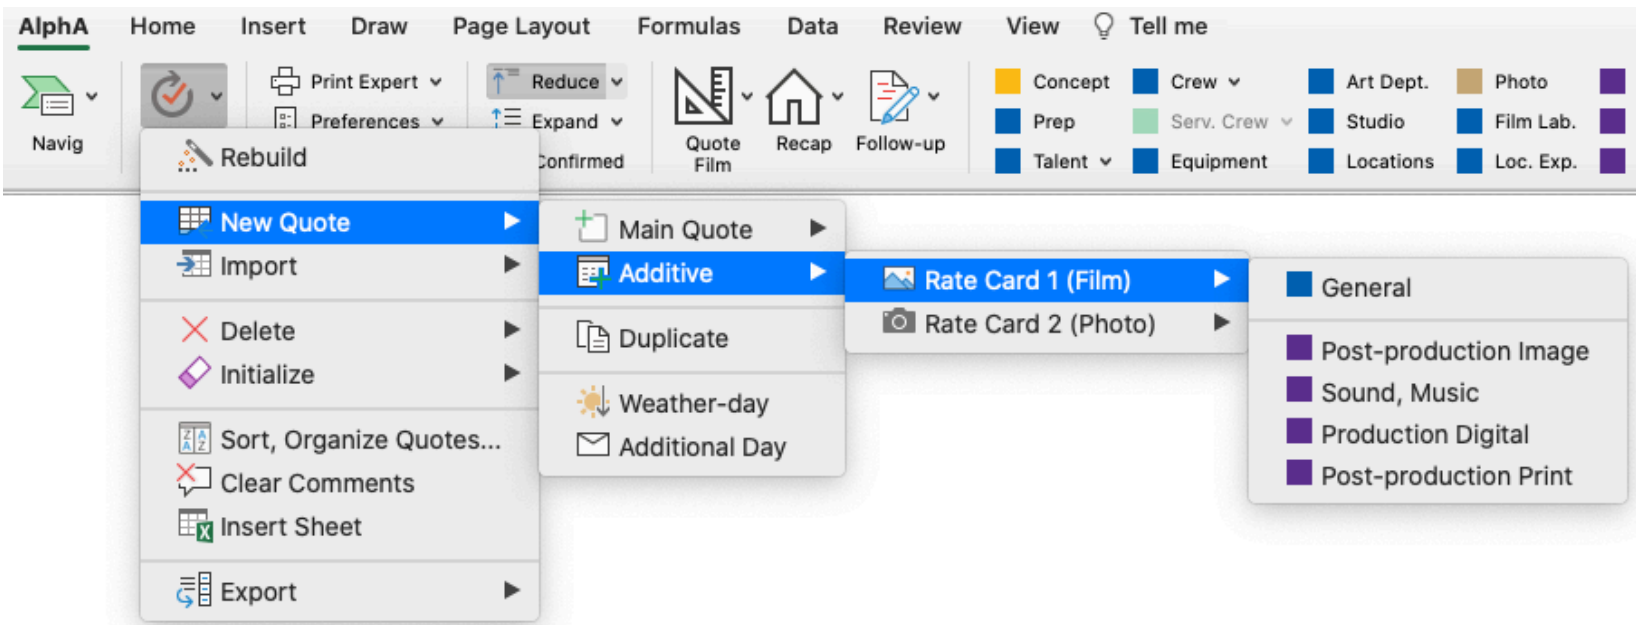 AlphA Home Insert Draw Page Layout Formulas Data Review View Tell me
Print Expert Reduce Concept Crew Art Dept. Photo
Preferences Expand Prep Serv. Crew Studio Film Lab.
Navig Quote Film Recap Follow-up
Confirmed Talent Equipment Locations Loc. Exp.
Rebuild
New Quote
Import
Delete
Initialize
Sort, Organize Quotes...
Clear Comments
Insert Sheet
Export
Main Quote
Additive
Duplicate
Weather-day
Additional Day
Rate Card 1 (Film)
Rate Card 2 (Photo)
General
Post-production Image
Sound, Music
Production Digital
Post-production Print